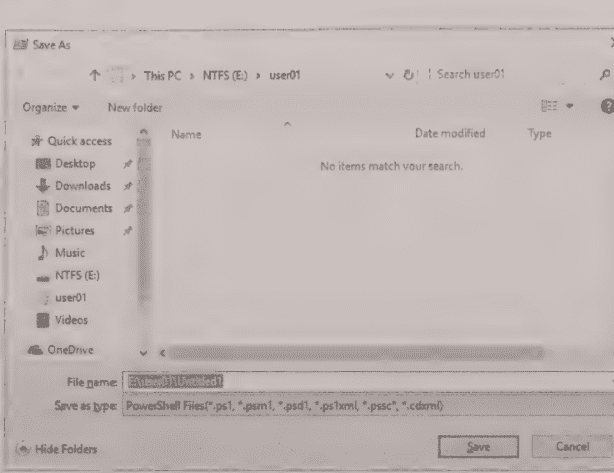 Save As
This PC > NTFS (E:) > user01
Search user01
Organize
New folder
Name
Date modified
Type
No items match your search.
Quick access
Desktop
Downloads
Documents
Pictures
Music
NTFS (E:)
user01
Videos
OneDrive
File name: E:\user01\Untitled1
Save as type: PowerShell Files(*.ps1, *.psm1, *.psd1, *.ps1xml, *.pssc*, *.cdxml)
Hide Folders
Save
Cancel